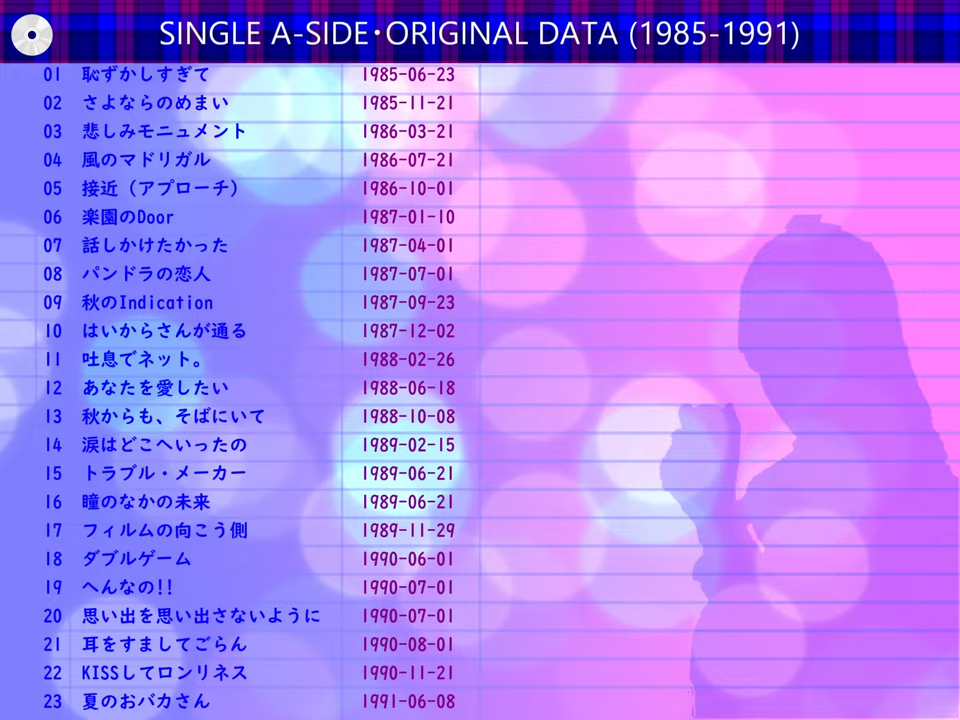 SINGLE A-SIDE・ORIGINAL DATA (1985-1991)
01 恥ずかしすぎて 1985-06-23
02 さよならのめまい 1985-11-21
03 悲しみモニュメント 1986-03-21
04 風のマドリガル 1986-07-21
05 接近（アプローチ） 1986-10-01
06 楽園のDoor 1987-01-10
07 話しかけたかった 1987-04-01
08 パンドラの恋人 1987-07-01
09 秋のIndication 1987-09-23
10 はいからさんが通る 1987-12-02
11 吐息でネット。 1988-02-26
12 あなたを愛したい 1988-06-18
13 秋からも、そばにいて 1988-10-08
14 涙はどこへいったの 1989-02-15
15 トラブル・メーカー 1989-06-21
16 瞳のなかの未来 1989-06-21
17 フィルムの向こう側 1989-11-29
18 ダブルゲーム 1990-06-01
19 へんなの!! 1990-07-01
20 思い出を思い出さないように 1990-07-01
21 耳をすましてごらん 1990-08-01
22 KISSしてロンリネス 1990-11-21
23 夏のおバカさん 1991-06-08